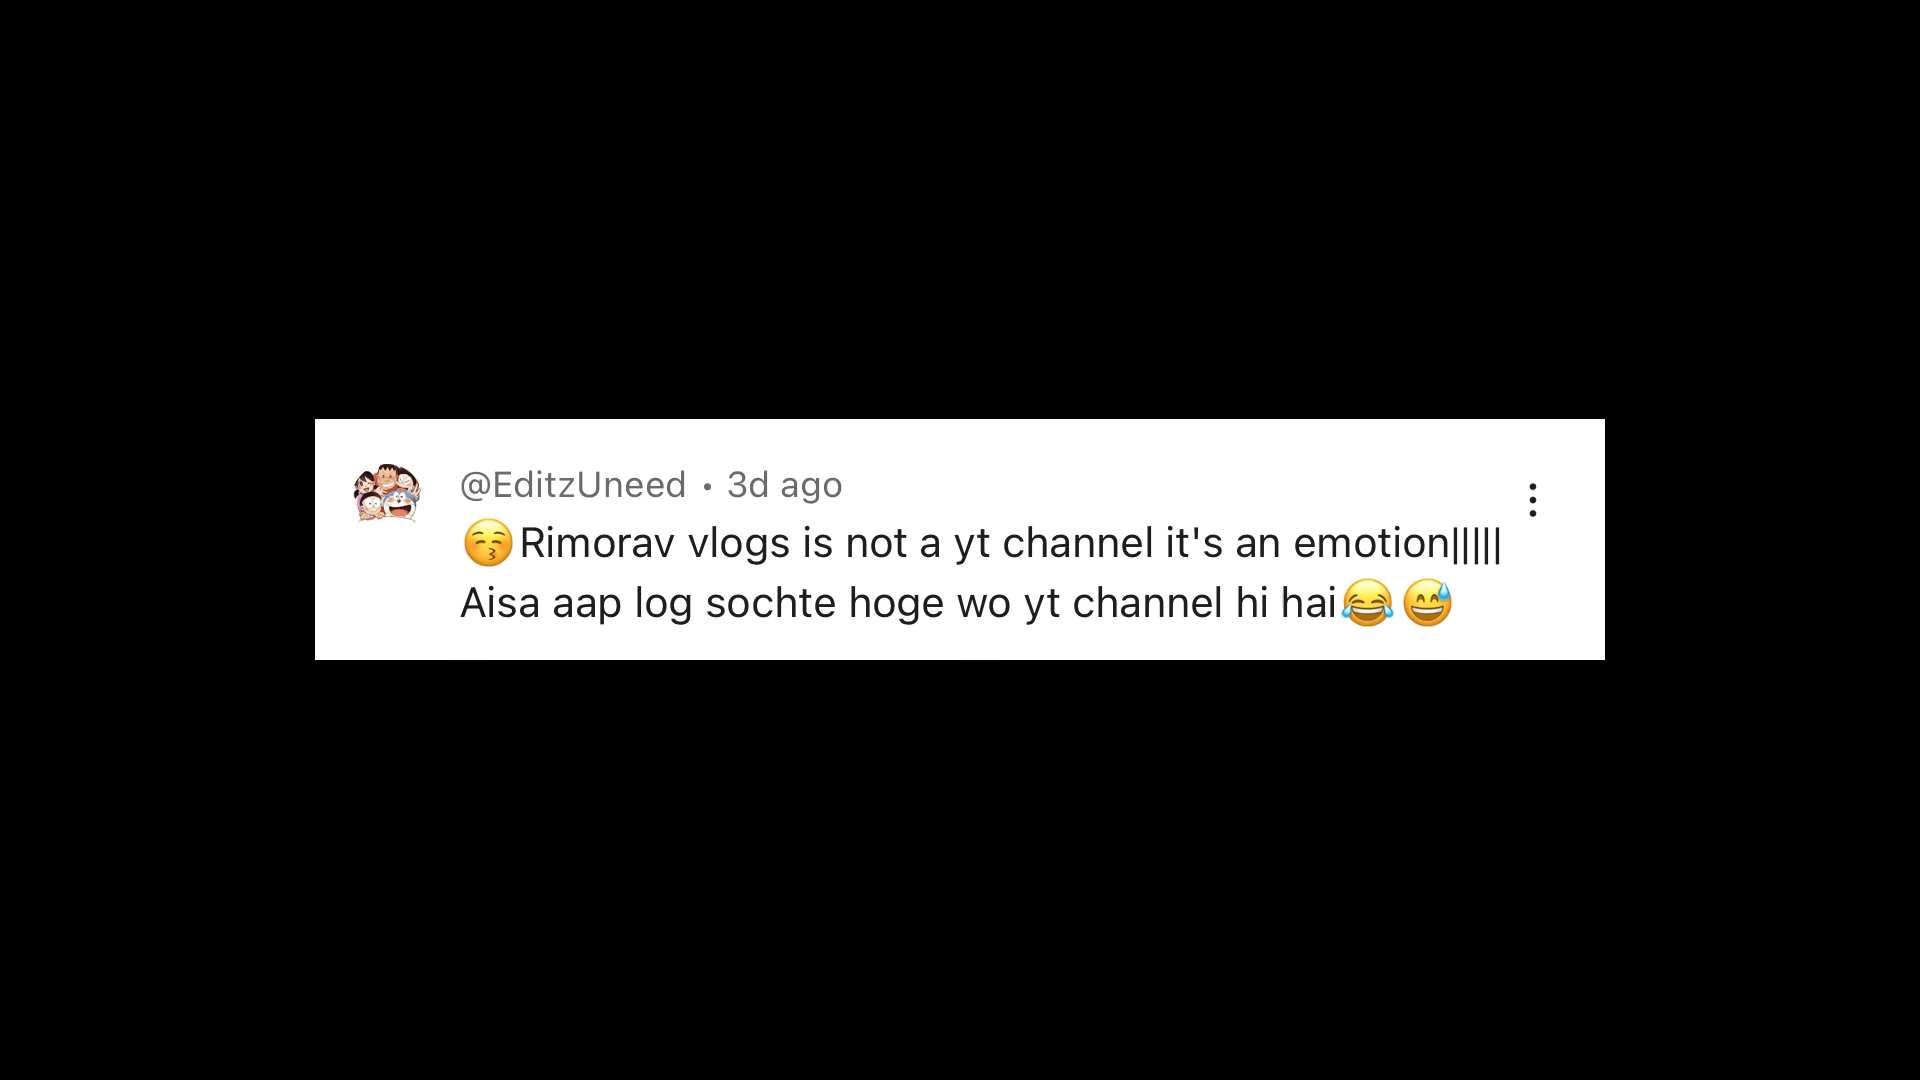 @EditzUneed • 3d ago
😚Rimorav vlogs is not a yt channel it's an emotion|||||
Aisa aap log sochte hoge wo yt channel hi hai😂😅